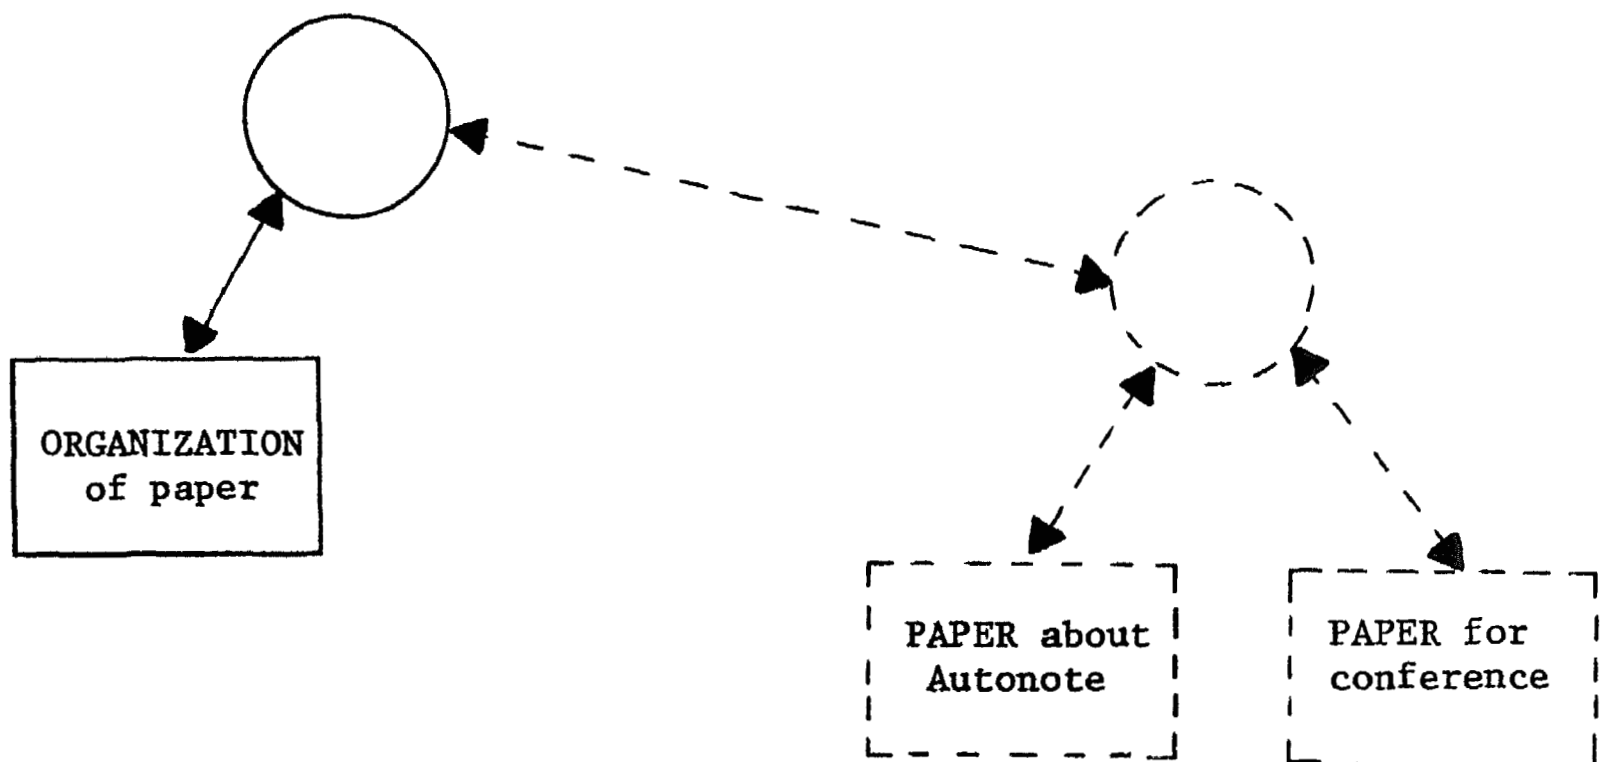 ORGANIZATION
of paper
PAPER about
Autonote
PAPER for
conference